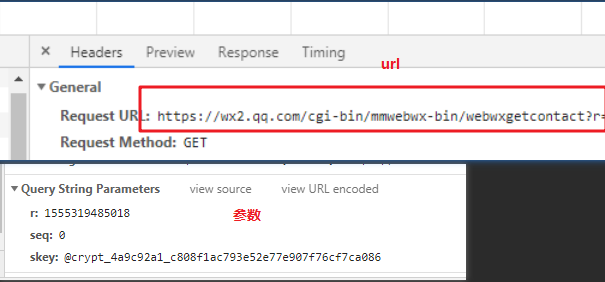 × Headers Preview Response Timing
url
General
Request URL: https://wx2.qq.com/cgi-bin/mmwebwx-bin/webwxgetcontact?r=
Request Method: GET
Query String Parameters view source view URL encoded
r: 1555319485018
参数
seq: 0
skey: @crypt_4a9c92a1_c808f1ac793e52e77e907f76cf7ca086